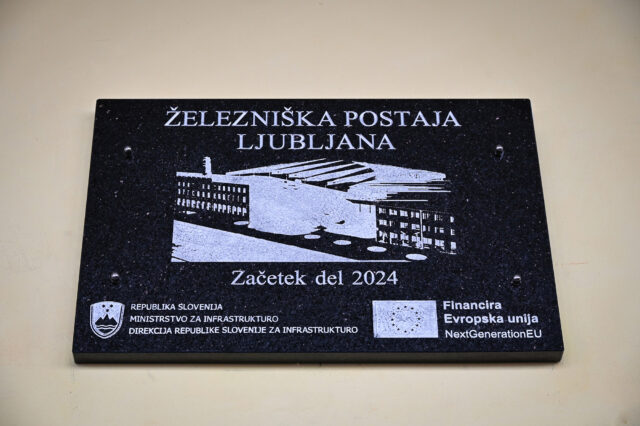 ŽELEZNIŠKA POSTAJA
LJUBLJANA
Začetek del 2024
REPUBLIKA SLOVENIJA
MINISTRSTVO ZA INFRASTRUKTURO
DIREKCIJA REPUBLIKE SLOVENIJE ZA INFRASTRUKTURO
Financira
Evropska unija
NextGenerationEU